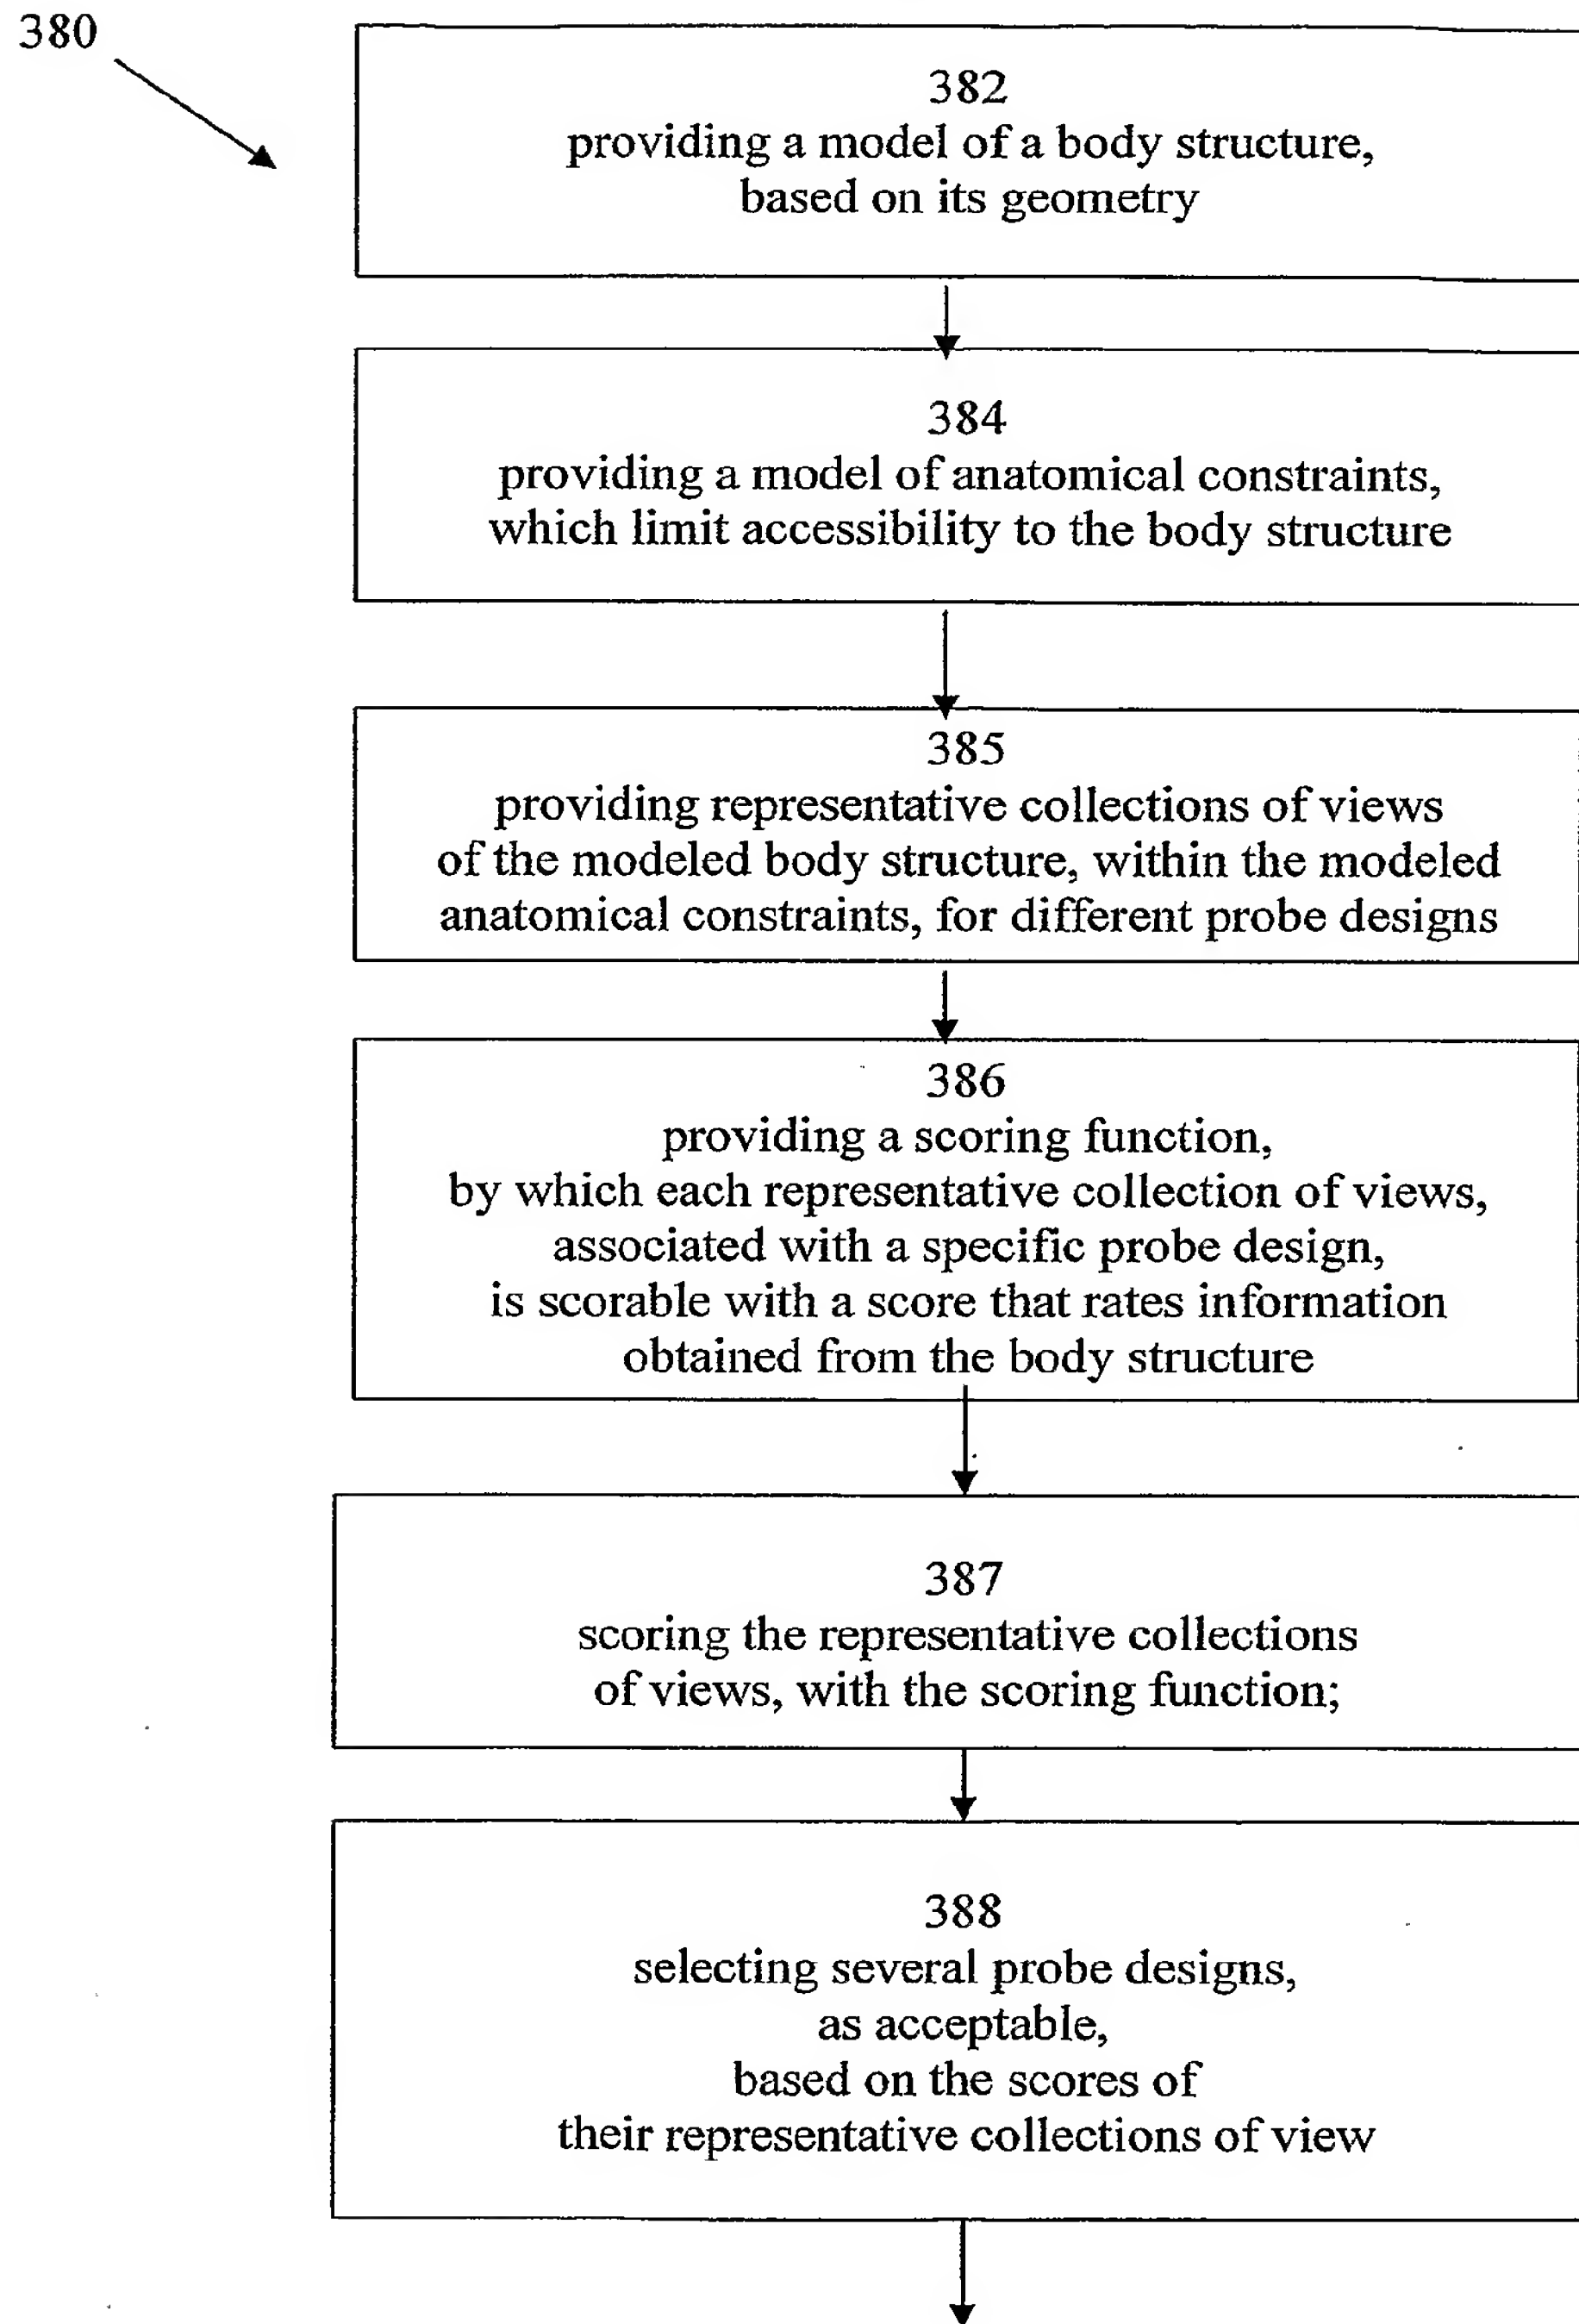 380
382
providing a model of a body structure,
based on its geometry
384
providing a model of anatomical constraints,
which limit accessibility to the body structure
385
providing representative collections of views
of the modeled body structure, within the modeled
anatomical constraints, for different probe designs
386
providing a scoring function,
by which each representative collection of views,
associated with a specific probe design,
is scorable with a score that rates information
obtained from the body structure
387
scoring the representative collections
of views, with the scoring function;
388
selecting several probe designs,
as acceptable,
based on the scores of
their representative collections of view